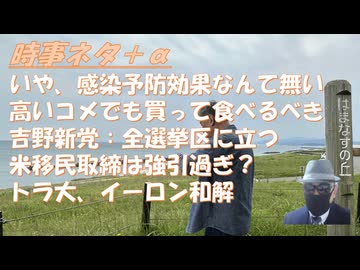 時事ネタ+α
いや、感染予防効果なんて無い
高いコメでも買って食べるべき
吉野新党：全選挙区に立つ
米移民取締は強引過ぎ？
トラ大、イーロン和解
はまなすの丘